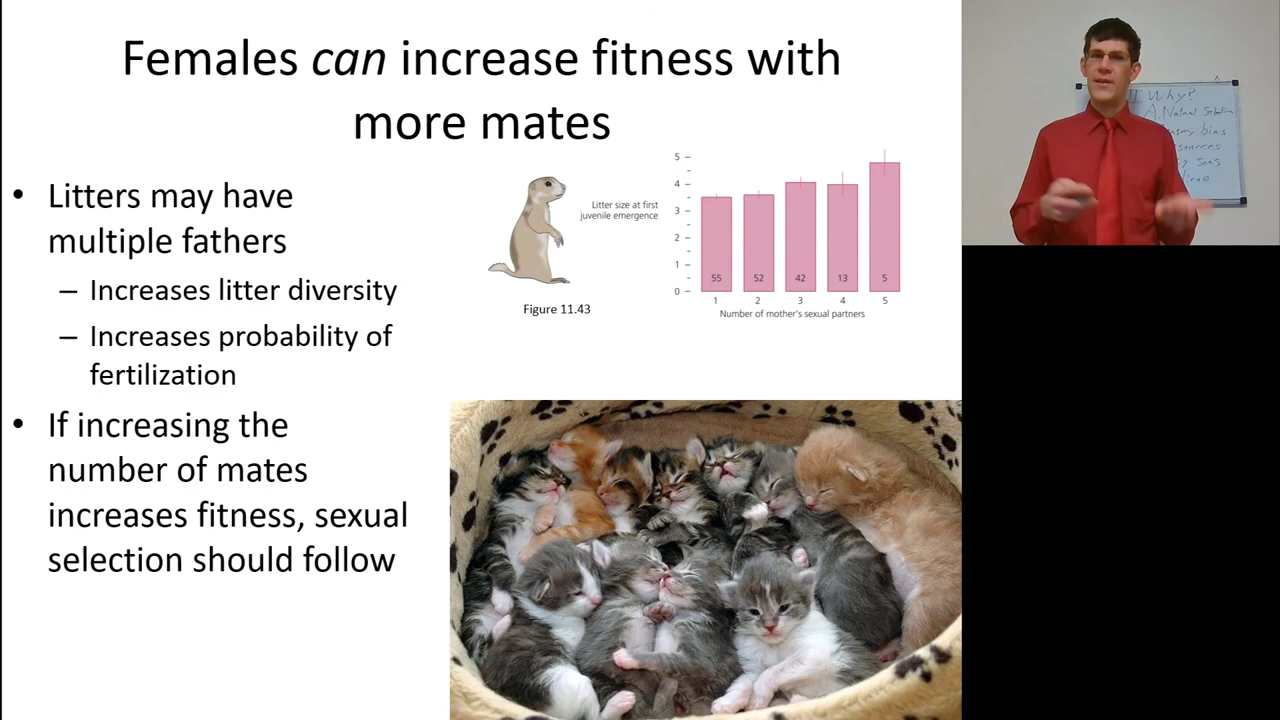 Females can increase fitness with
more mates
• Litters may have
multiple fathers
– Increases litter diversity
– Increases probability of
fertilization
• If increasing the
number of mates
increases fitness, sexual
selection should follow
Figure 11.43
Litter size at first
juvenile emergence
5
4
3
2
1
0
55 52 42 13 5
1 2 3 4 5
Number of mother's sexual partners
Why?
A. Natural
bias